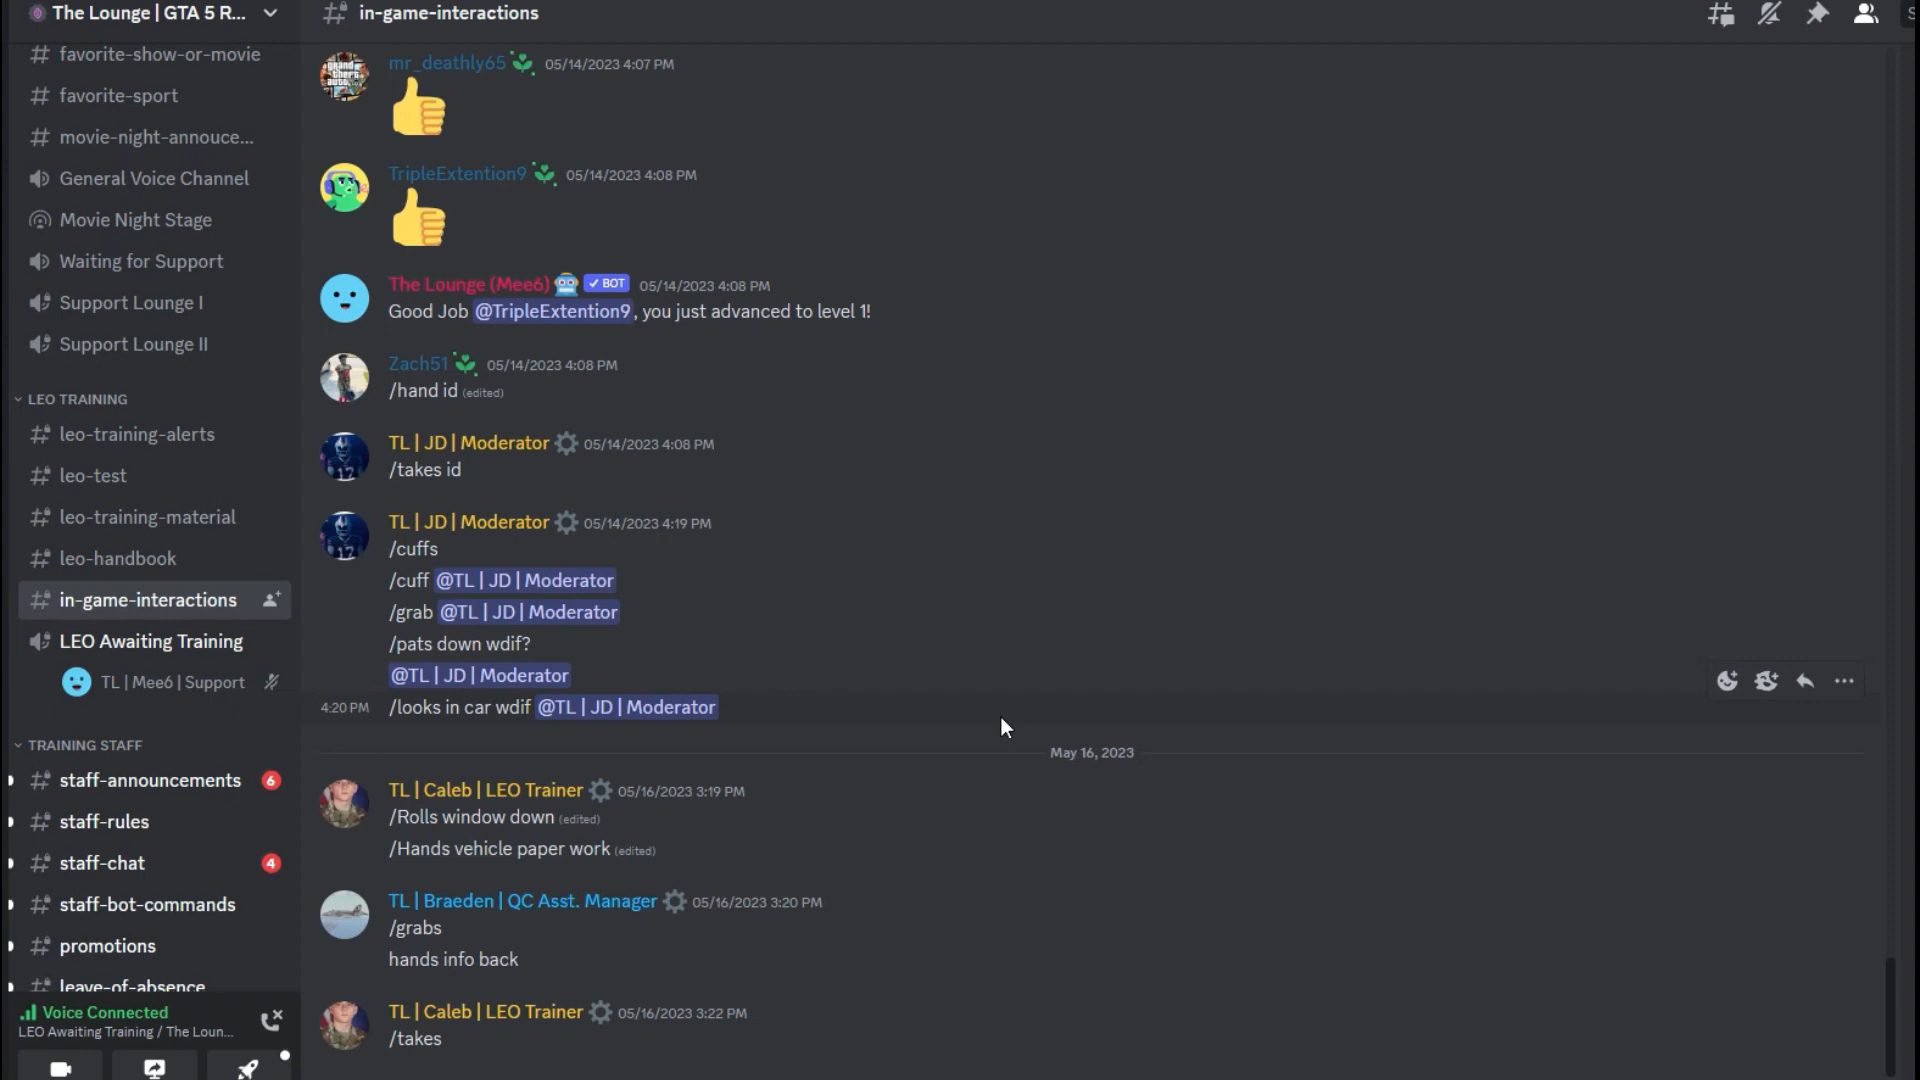 The Lounge | GTA 5 R...
favorite-show-or-movie
favorite-sport
movie-night-annouce...
General Voice Channel
Movie Night Stage
Waiting for Support
Support Lounge I
Support Lounge II
LEO TRAINING
leo-training-alerts
leo-test
leo-training-material
leo-handbook
in-game-interactions
LEO Awaiting Training
TL | Mee6 | Support
TRAINING STAFF
staff-announcements 6
staff-rules
staff-chat 4
staff-bot-commands
promotions
leave-of-absence
Voice Connected
LEO Awaiting Training / The Loun...
in-game-interactions
mr_deathly65 05/14/2023 4:07 PM
TripleExtention9 05/14/2023 4:08 PM
The Lounge (Mee6) ✓ BOT 05/14/2023 4:08 PM
Good Job @TripleExtention9, you just advanced to level 1!
Zach51 05/14/2023 4:08 PM
/hand id (edited)
TL | JD | Moderator 05/14/2023 4:08 PM
/takes id
TL | JD | Moderator 05/14/2023 4:19 PM
/cuffs
/cuff @TL | JD | Moderator
/grab @TL | JD | Moderator
/pats down wdif?
@TL | JD | Moderator
4:20 PM /looks in car wdif @TL | JD | Moderator
May 16, 2023
TL | Caleb | LEO Trainer 05/16/2023 3:19 PM
/Rolls window down (edited)
/Hands vehicle paper work (edited)
TL | Braeden | QC Asst. Manager 05/16/2023 3:20 PM
/grabs
hands info back
TL | Caleb | LEO Trainer 05/16/2023 3:22 PM
/takes